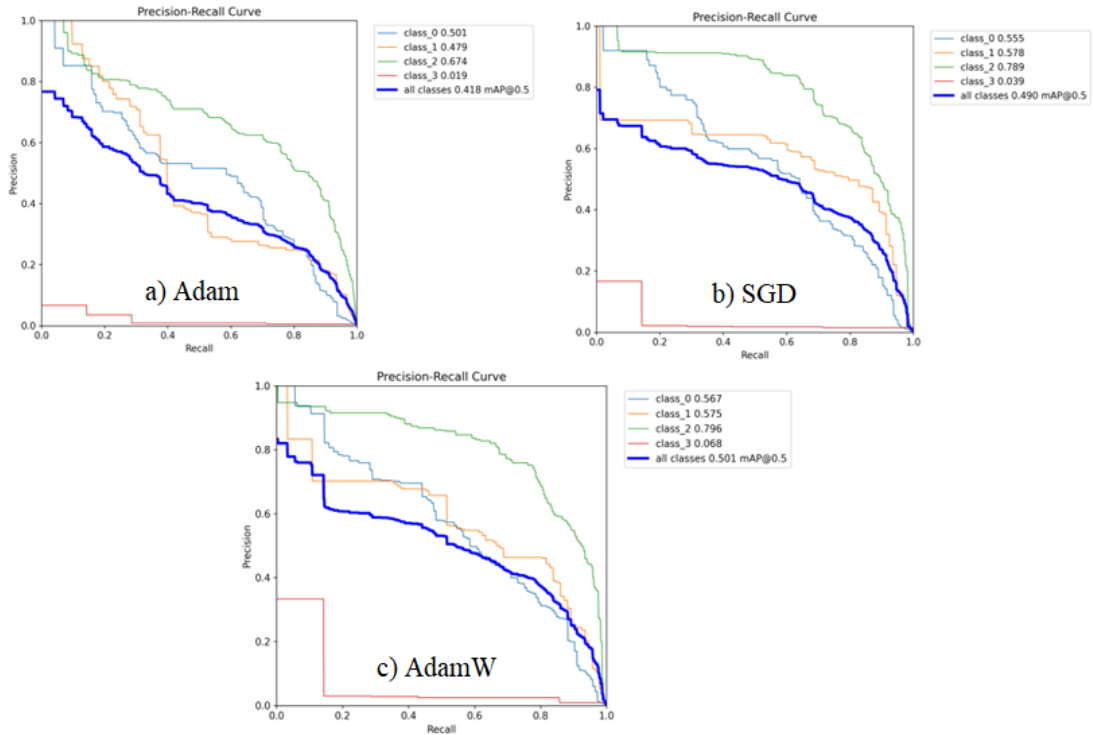 Precision-Recall Curve
1.0
0.8
0.6
0.4
0.2
0.0
Precision
0.0 0.2 0.4 0.6 0.8 1.0
Recall
class_0 0.501
class_1 0.479
class_2 0.674
class_3 0.019
all classes 0.418 mAP@0.5
a) Adam
Precision-Recall Curve
1.0
0.8
0.6
0.4
0.2
0.0
Precision
0.0 0.2 0.4 0.6 0.8 1.0
Recall
class_0 0.555
class_1 0.578
class_2 0.789
class_3 0.039
all classes 0.490 mAP@0.5
b) SGD
Precision-Recall Curve
1.0
0.8
0.6
0.4
0.2
0.0
Precision
0.0 0.2 0.4 0.6 0.8 1.0
Recall
class_0 0.567
class_1 0.575
class_2 0.796
class_3 0.068
all classes 0.501 mAP@0.5
c) AdamW